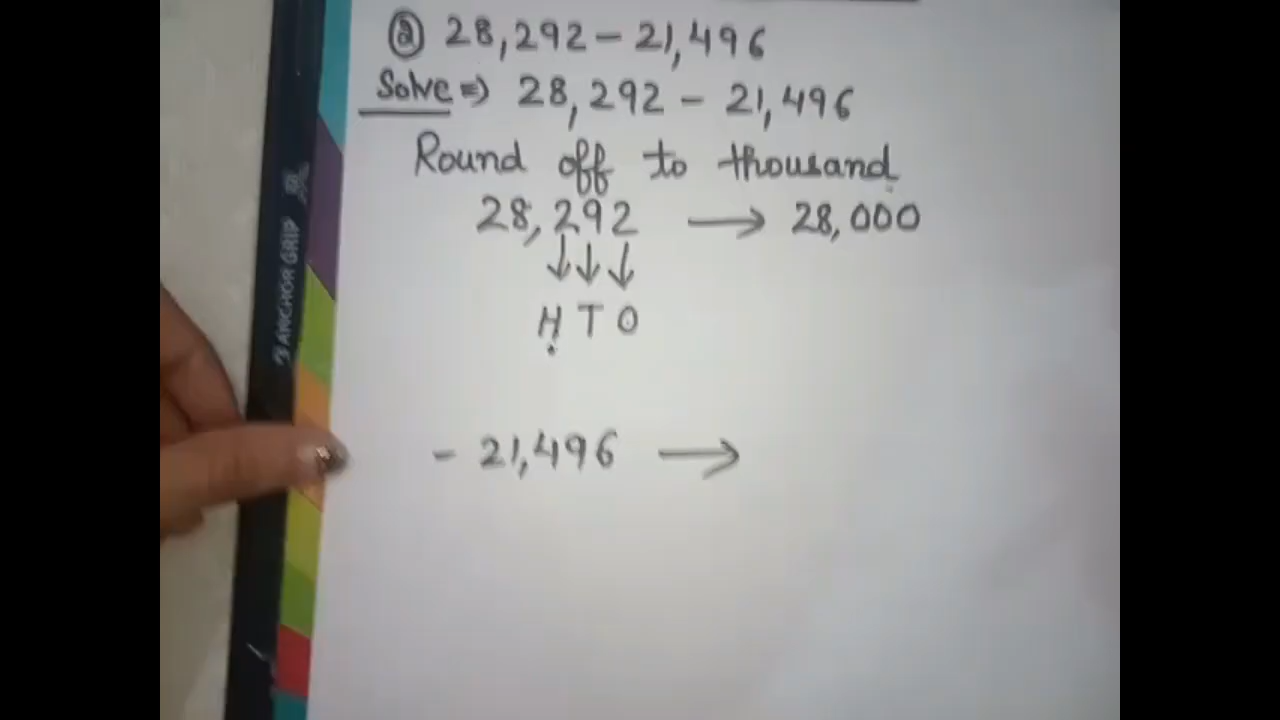 ② 28,292 – 21,496
Solve ⇒ 28,292 – 21,496
Round off to thousand
28,292 → 28,000
↓↓↓
H T O
- 21,496 →
ANCHOR GRIP